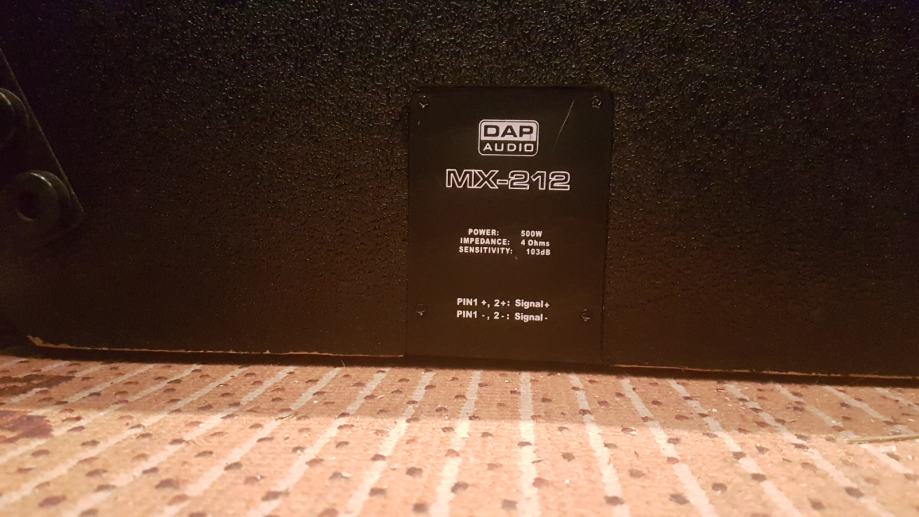 DAP
AUDIO
MX-212
POWER: 500W
IMPEDANCE: 4 Ohms
SENSITIVITY: 103dB
PIN1 +, 2+: Signal+
PIN1 -, 2-: Signal-